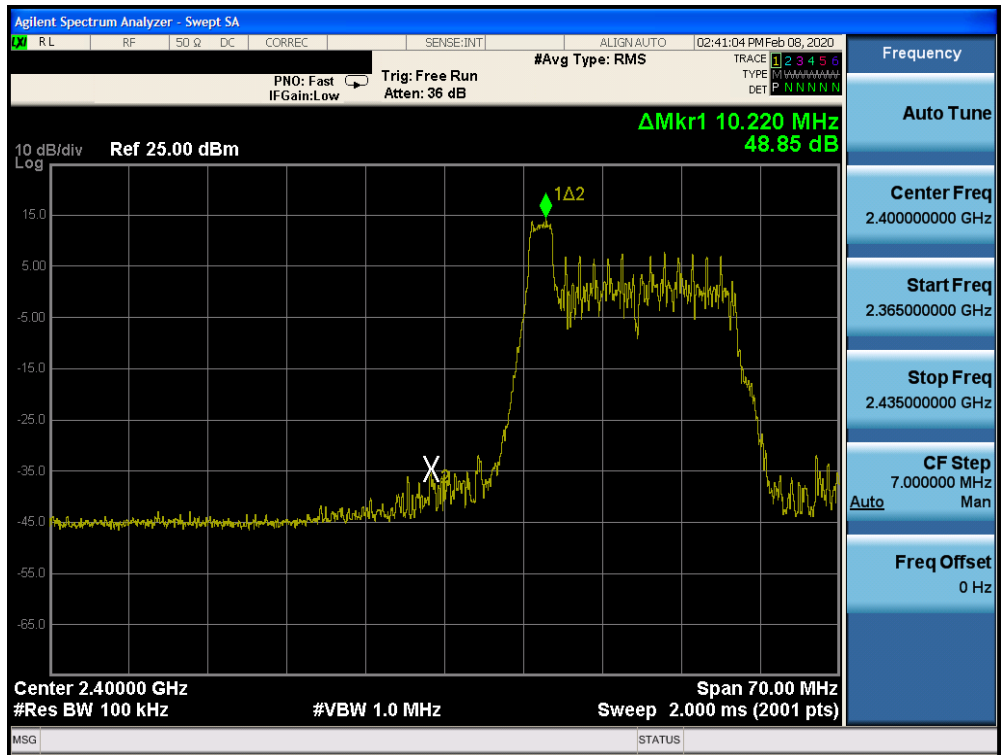 Agilent Spectrum Analyzer - Swept SA
LXI RL RF 50 Ω DC CORREC SENSE:INT ALIGN AUTO 02:41:04 PM Feb 08, 2020
PNO: Fast
IFGain:Low
Trig: Free Run
Atten: 36 dB
#Avg Type: RMS
TRACE 1 2 3 4 5 6
TYPE M
DET P N N N N N
ΔMkr1 10.220 MHz
48.85 dB
10 dB/div Ref 25.00 dBm
Log
1Δ2
15.0
5.00
-5.00
-15.0
-25.0
-35.0
X2
-45.0
-55.0
-65.0
Center 2.40000 GHz Span 70.00 MHz
#Res BW 100 kHz #VBW 1.0 MHz Sweep 2.000 ms (2001 pts)
MSG STATUS
Frequency
Auto Tune
Center Freq
2.400000000 GHz
Start Freq
2.365000000 GHz
Stop Freq
2.435000000 GHz
CF Step
7.000000 MHz
Auto Man
Freq Offset
0 Hz